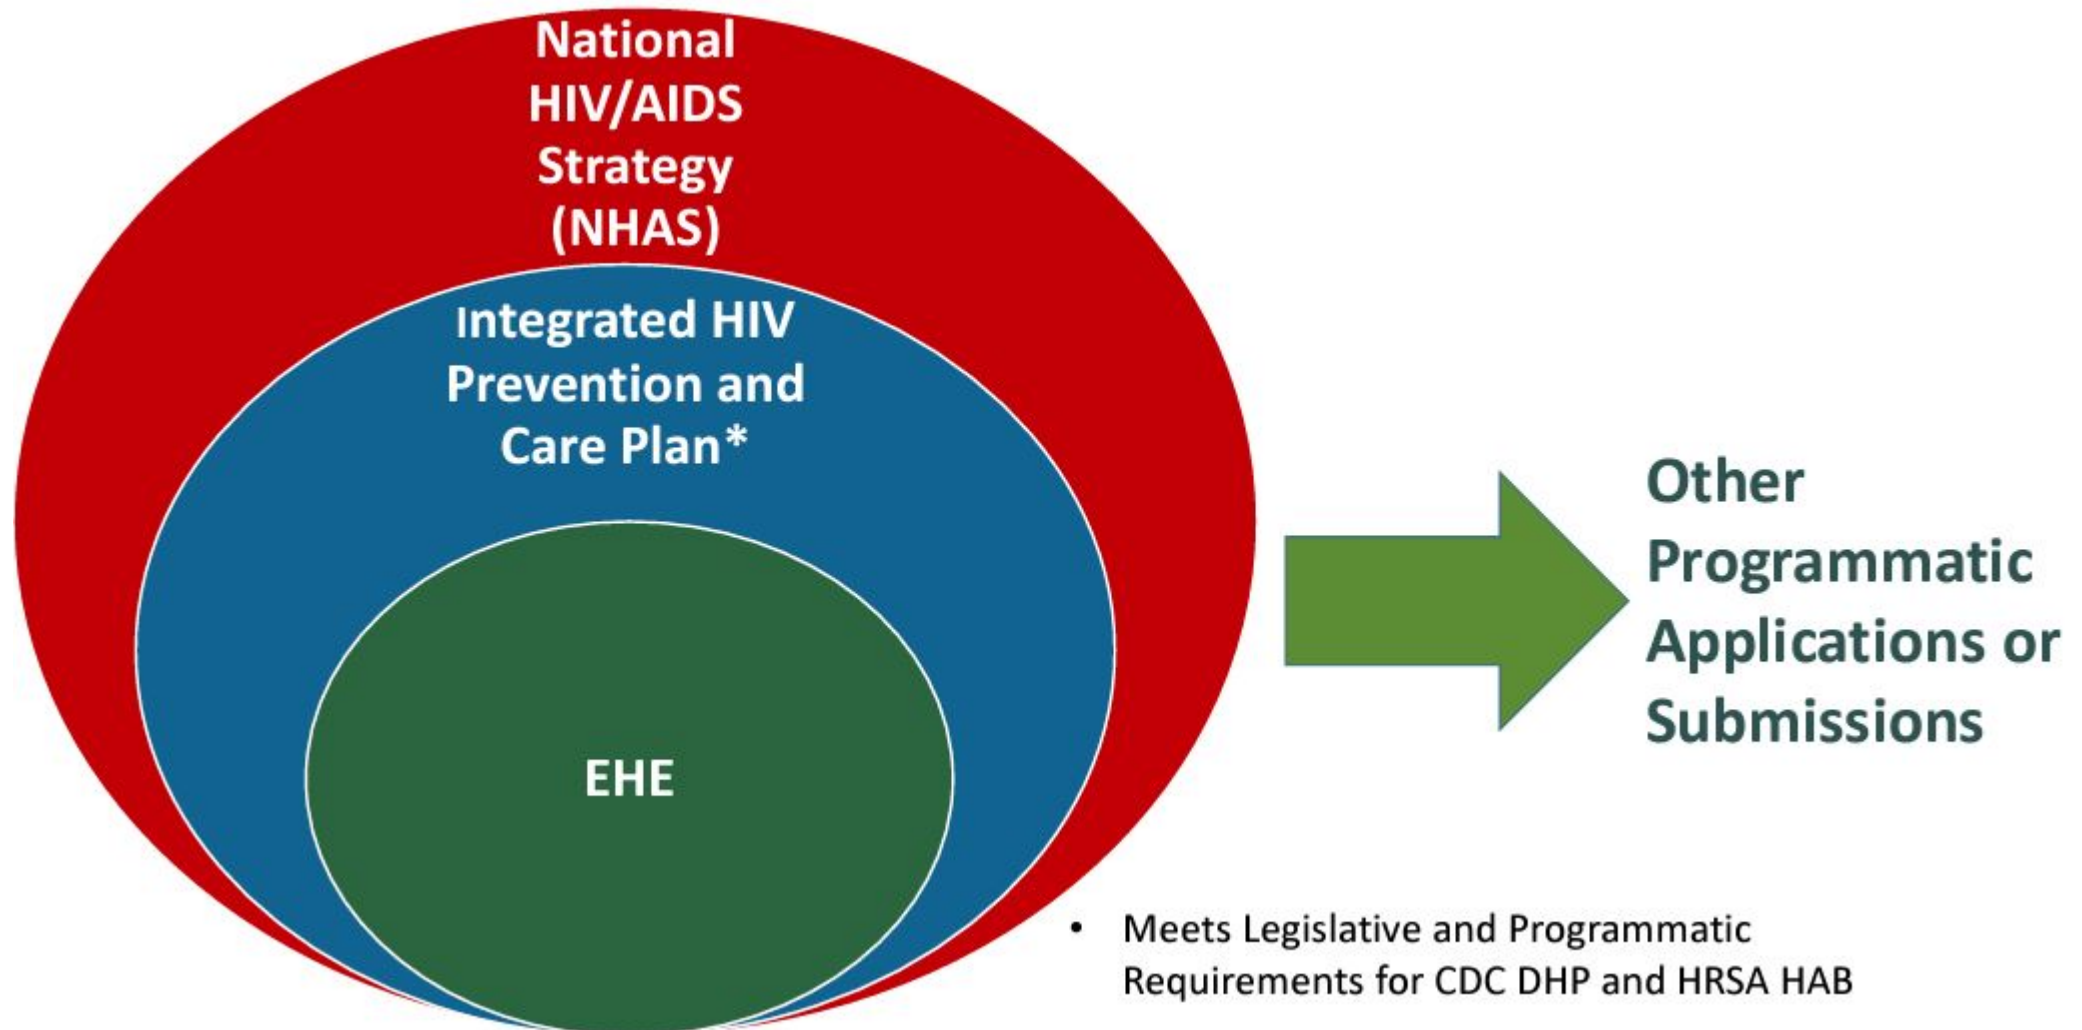 National
HIV/AIDS
Strategy
(NHAS)
Integrated HIV
Prevention and
Care Plan*
EHE
Other
Programmatic
Applications or
Submissions
• Meets Legislative and Programmatic
Requirements for CDC DHP and HRSA HAB